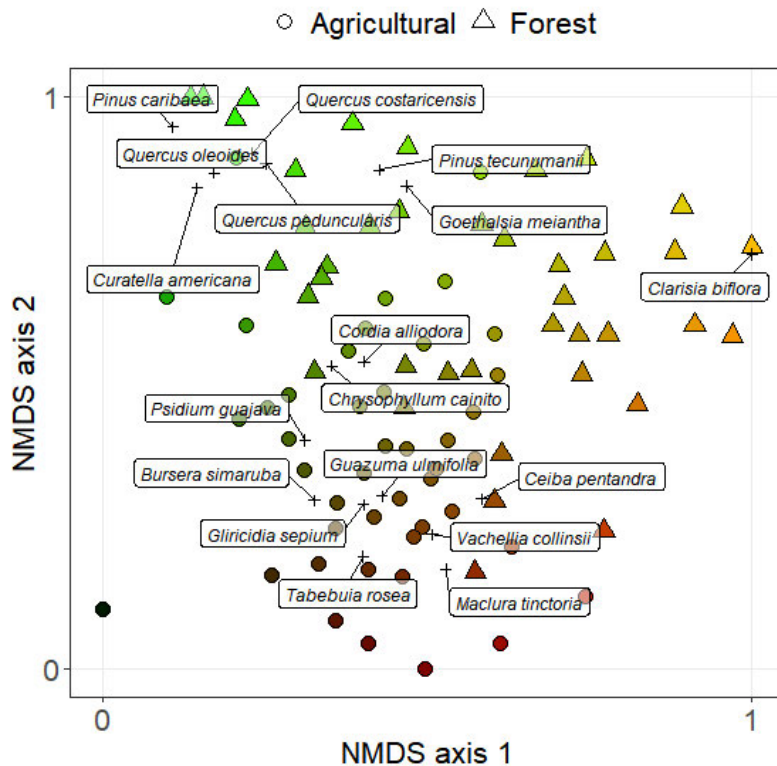 Agricultural Forest
1
Pinus caribaea
Quercus costaricensis
Quercus oleoides
Pinus tecunumanii
Quercus peduncularis
Goethalsia meiantha
Curatella americana
Clarisia biflora
Cordia alliodora
Chrysophyllum cainito
Psidium guajava
Guazuma ulmifolia
Bursera simaruba
Ceiba pentandra
Gliricidia sepium
Vachellia collinsii
Tabebuia rosea
Maclura tinctoria
0
0
1
NMDS axis 1
NMDS axis 2